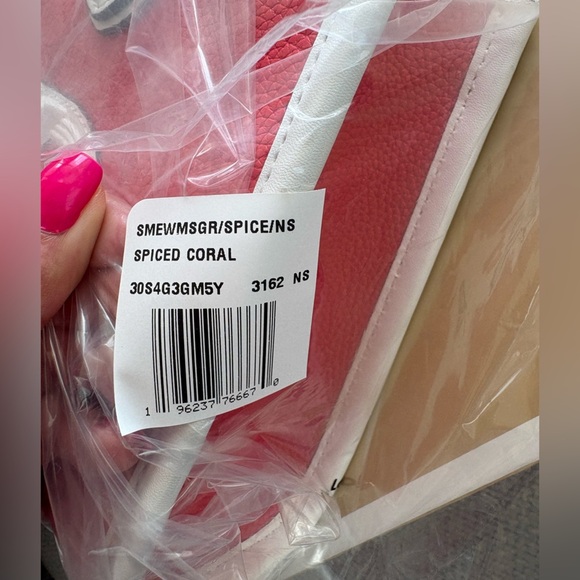 SMEWMSGR/SPICE/NS
SPICED CORAL
30S4G3GM5Y 3162 NS
1 96237 76667 0